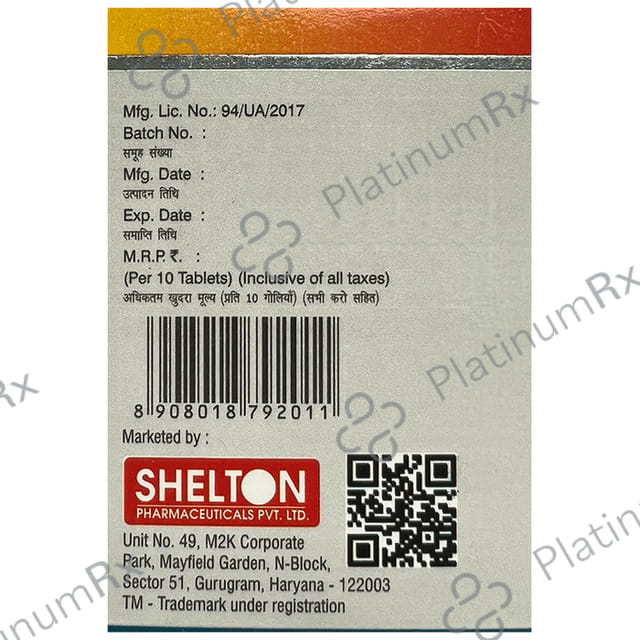 Mfg. Lic. No.: 94/UA/2017
Batch No. :
समूह संख्या
Mfg. Date :
उत्पादन तिथि
Exp. Date :
समाप्ति तिथि
M.R.P. ₹. :
(Per 10 Tablets) (Inclusive of all taxes)
अधिकतम खुदरा मूल्य (प्रति 10 गोलियाँ) (सभी करो सहित)
8 908018 792011
Marketed by :
SHELTON
PHARMACEUTICALS PVT. LTD.
Unit No. 49, M2K Corporate
Park, Mayfield Garden, N-Block,
Sector 51, Gurugram, Haryana - 122003
TM - Trademark under registration
PlatinumRx
PlatinumRx
PlatinumRx